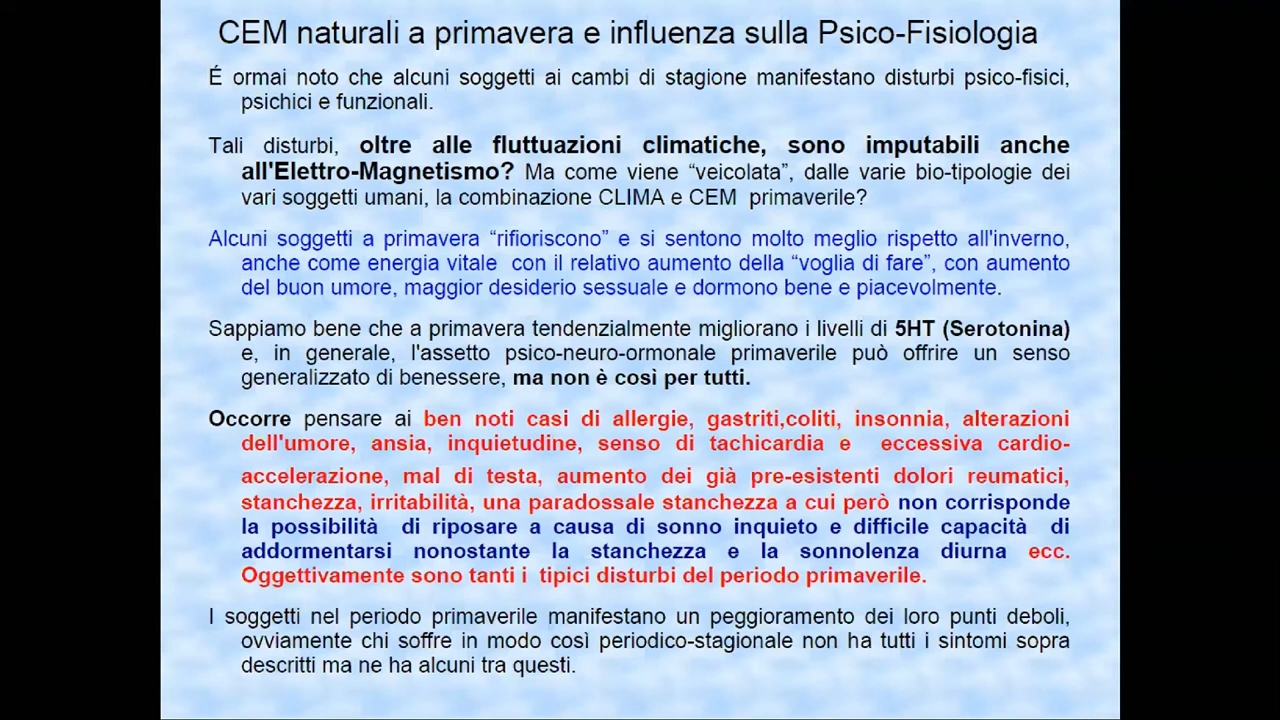 CEM naturali a primavera e influenza sulla Psico-Fisiologia
É ormai noto che alcuni soggetti ai cambi di stagione manifestano disturbi psico-fisici,
psichici e funzionali.
Tali disturbi, oltre alle fluttuazioni climatiche, sono imputabili anche
all'Elettro-Magnetismo? Ma come viene “veicolata”, dalle varie bio-tipologie dei
vari soggetti umani, la combinazione CLIMA e CEM primaverile?
Alcuni soggetti a primavera “rifioriscono” e si sentono molto meglio rispetto all'inverno,
anche come energia vitale con il relativo aumento della “voglia di fare”, con aumento
del buon umore, maggior desiderio sessuale e dormono bene e piacevolmente.
Sappiamo bene che a primavera tendenzialmente migliorano i livelli di 5HT (Serotonina)
e, in generale, l'assetto psico-neuro-ormonale primaverile può offrire un senso
generalizzato di benessere, ma non è così per tutti.
Occorre pensare ai ben noti casi di allergie, gastriti,coliti, insonnia, alterazioni
dell'umore, ansia, inquietudine, senso di tachicardia e eccessiva cardio-
accelerazione, mal di testa, aumento dei già pre-esistenti dolori reumatici,
stanchezza, irritabilità, una paradossale stanchezza a cui però non corrisponde
la possibilità di riposare a causa di sonno inquieto e difficile capacità di
addormentarsi nonostante la stanchezza e la sonnolenza diurna ecc.
Oggettivamente sono tanti i tipici disturbi del periodo primaverile.
I soggetti nel periodo primaverile manifestano un peggioramento dei loro punti deboli,
ovviamente chi soffre in modo così periodico-stagionale non ha tutti i sintomi sopra
descritti ma ne ha alcuni tra questi.